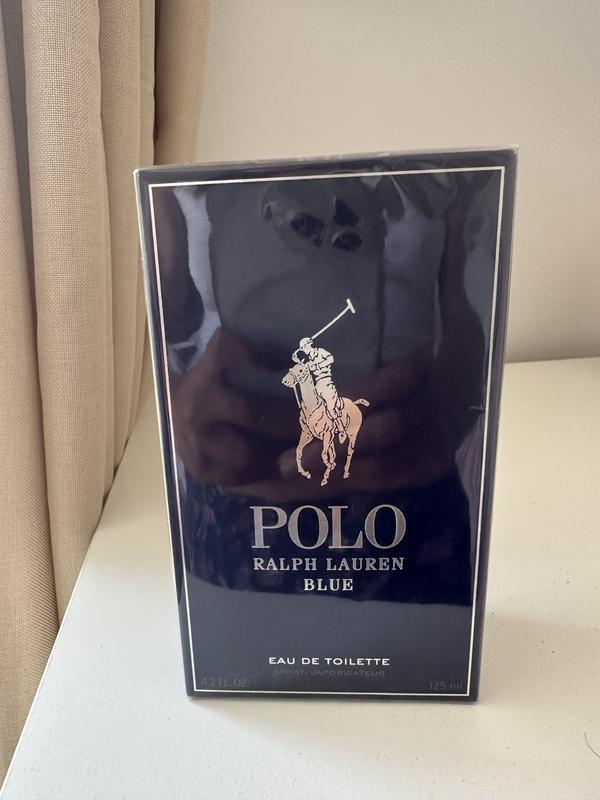 POLO
RALPH LAUREN
BLUE
EAU DE TOILETTE
SPRAY/VAPORISATEUR
4.2 FL. OZ. 125 ml